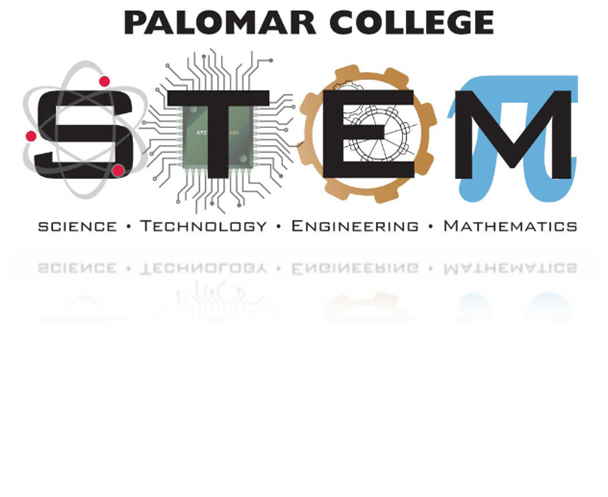 PALOMAR COLLEGE
STEM
SCIENCE • TECHNOLOGY • ENGINEERING • MATHEMATICS